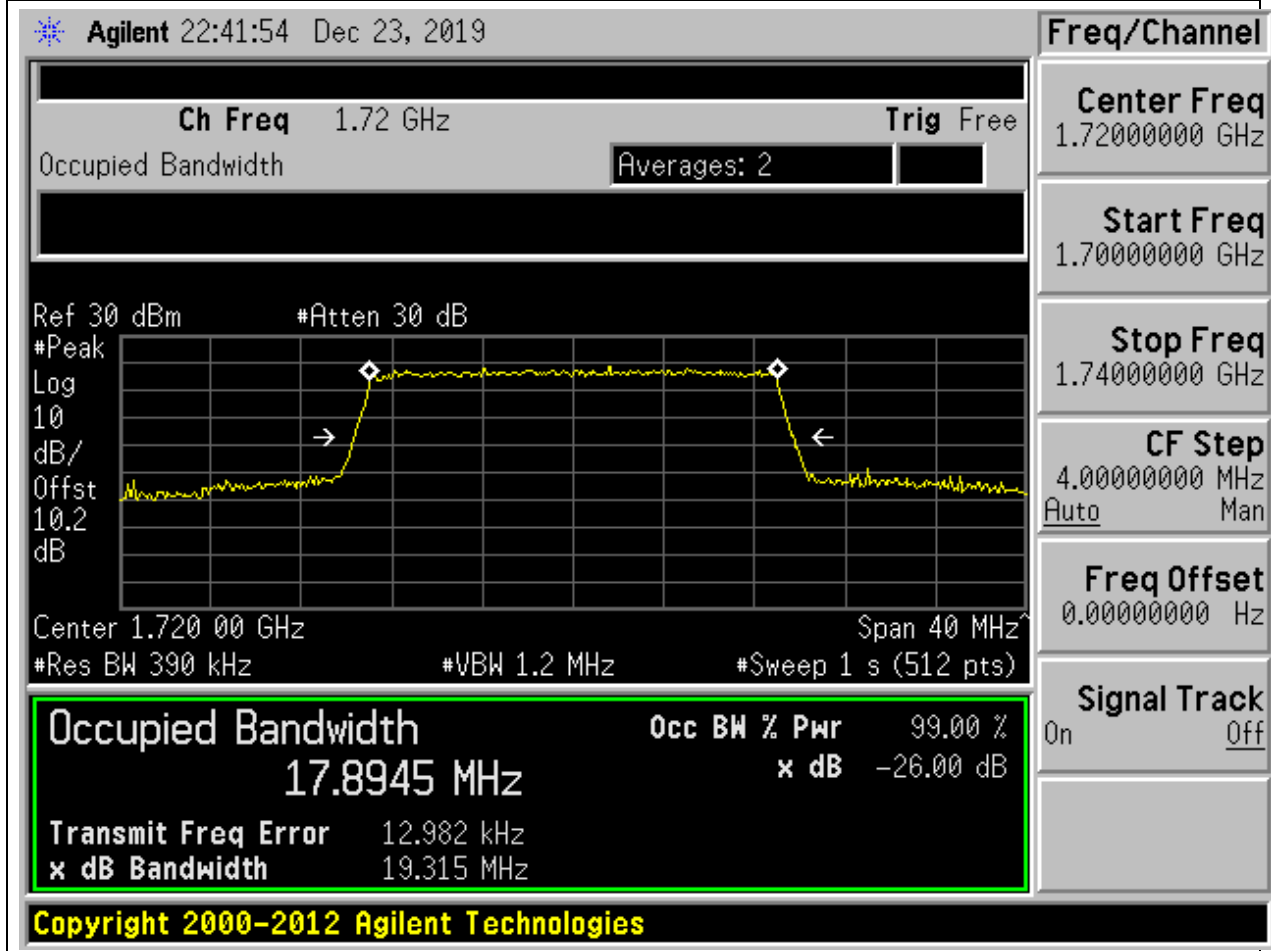 Agilent 22:41:54 Dec 23, 2019
Freq/Channel
Ch Freq 1.72 GHz Trig Free
Occupied Bandwidth Averages: 2
Center Freq
1.72000000 GHz
Start Freq
1.70000000 GHz
Stop Freq
1.74000000 GHz
CF Step
4.00000000 MHz
Auto Man
Freq Offset
0.00000000 Hz
Signal Track
On Off
Ref 30 dBm #Atten 30 dB
#Peak
Log
10
dB/
Offst
10.2
dB
Center 1.720 00 GHz Span 40 MHz^
#Res BW 390 kHz #VBW 1.2 MHz #Sweep 1 s (512 pts)
Occupied Bandwidth Occ BW % Pwr 99.00 %
17.8945 MHz x dB -26.00 dB
Transmit Freq Error 12.982 kHz
x dB Bandwidth 19.315 MHz
Copyright 2000-2012 Agilent Technologies